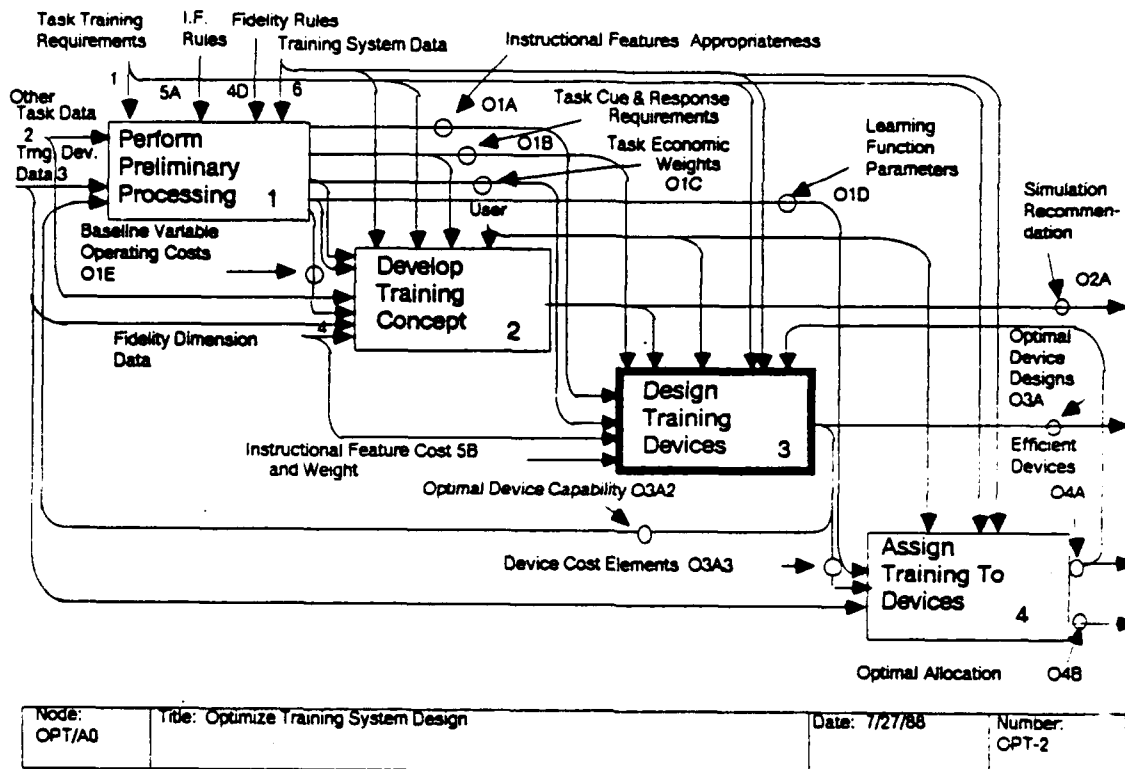 Task Training
Requirements
I.F.
Rules
Fidelity Rules
Training System Data
Instructional Features Appropriateness
1
5A
4D
6
Other
Task Data
2
Trng. Dev.
Data 3
Perform
Preliminary
Processing
1
O1A
Task Cue & Response
Requirements
O1B
Task Economic
Weights
O1C
Learning
Function
Parameters
O1D
User
Simulation
Recommen-
dation
O2A
Baseline Variable
Operating Costs
O1E
Develop
Training
Concept
2
4
Fidelity Dimension
Data
Optimal
Device
Designs
O3A
Design
Training
Devices
3
Instructional Feature Cost 5B
and Weight
Efficient
Devices
O4A
Optimal Device Capability O3A2
Device Cost Elements O3A3
Assign
Training To
Devices
4
Optimal Allocation
O4B
Node:
OPT/A0
Title: Optimize Training System Design
Date: 7/27/88
Number:
OPT-2